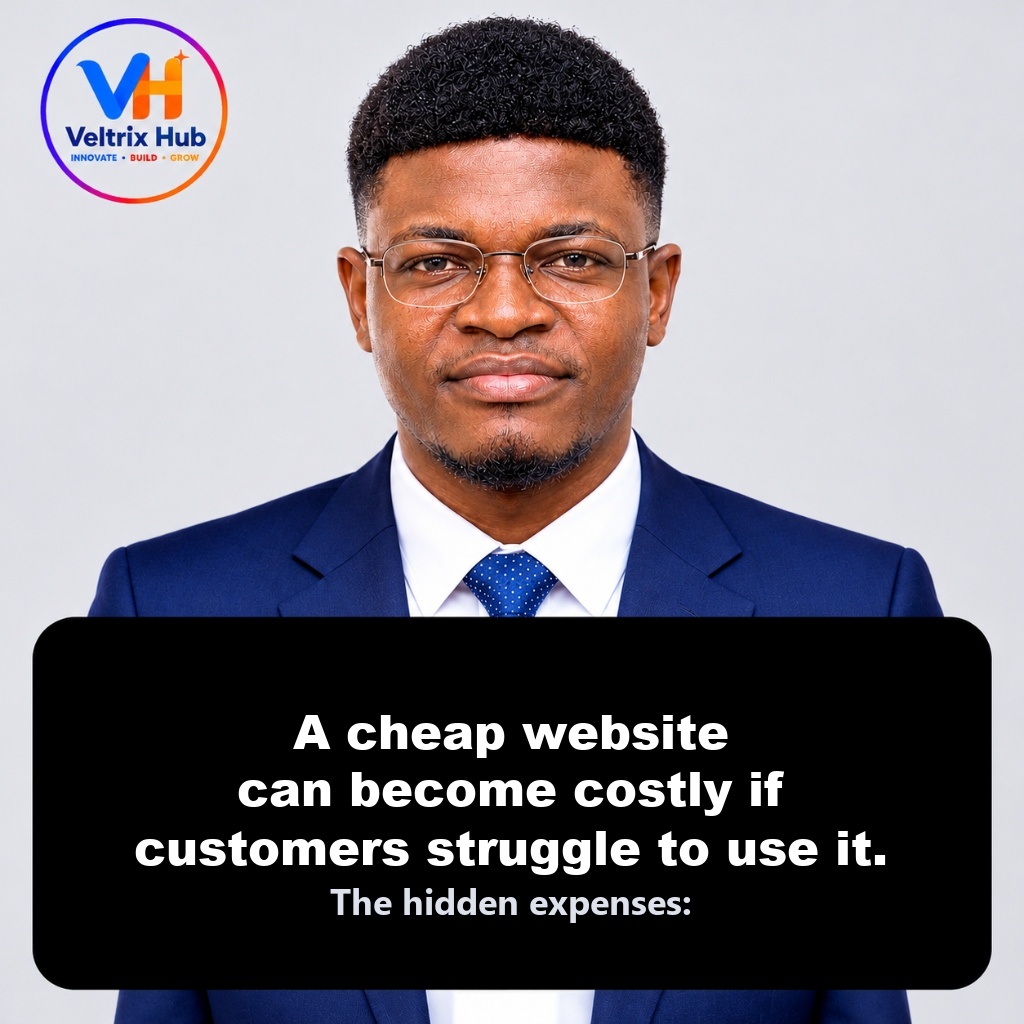 VH
Veltrix Hub
INNOVATE • BUILD • GROW
A cheap website
can become costly if
customers struggle to use it.
The hidden expenses: